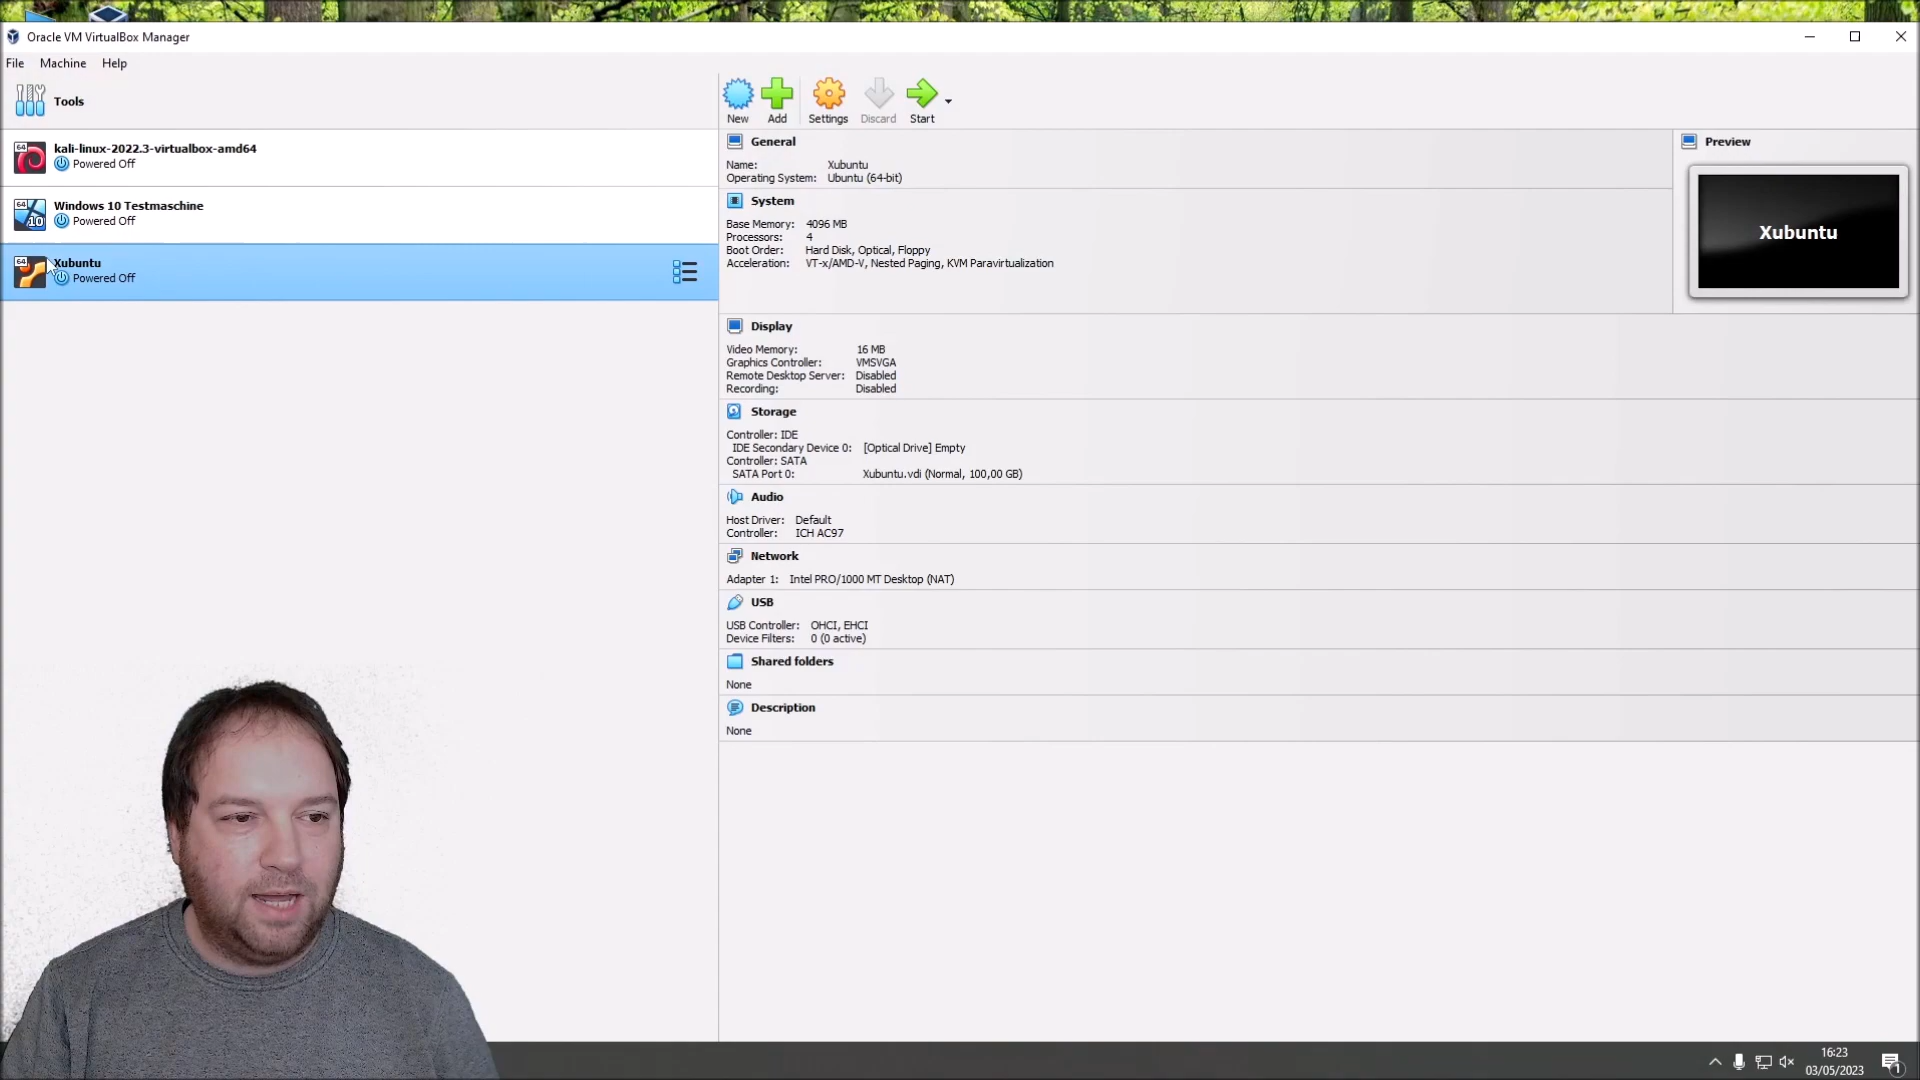 Oracle VM VirtualBox Manager
File Machine Help
Tools
64
kali-linux-2022.3-virtualbox-amd64
Powered Off
64
10
Windows 10 Testmaschine
Powered Off
64
Xubuntu
Powered Off
New Add Settings Discard Start
General
Name: Xubuntu
Operating System: Ubuntu (64-bit)
Preview
Xubuntu
System
Base Memory: 4096 MB
Processors: 4
Boot Order: Hard Disk, Optical, Floppy
Acceleration: VT-x/AMD-V, Nested Paging, KVM Paravirtualization
Display
Video Memory: 16 MB
Graphics Controller: VMSVGA
Remote Desktop Server: Disabled
Recording: Disabled
Storage
Controller: IDE
IDE Secondary Device 0: [Optical Drive] Empty
Controller: SATA
SATA Port 0: Xubuntu.vdi (Normal, 100,00 GB)
Audio
Host Driver: Default
Controller: ICH AC97
Network
Adapter 1: Intel PRO/1000 MT Desktop (NAT)
USB
USB Controller: OHCI, EHCI
Device Filters: 0 (0 active)
Shared folders
None
Description
None
16:23
03/05/2023
1